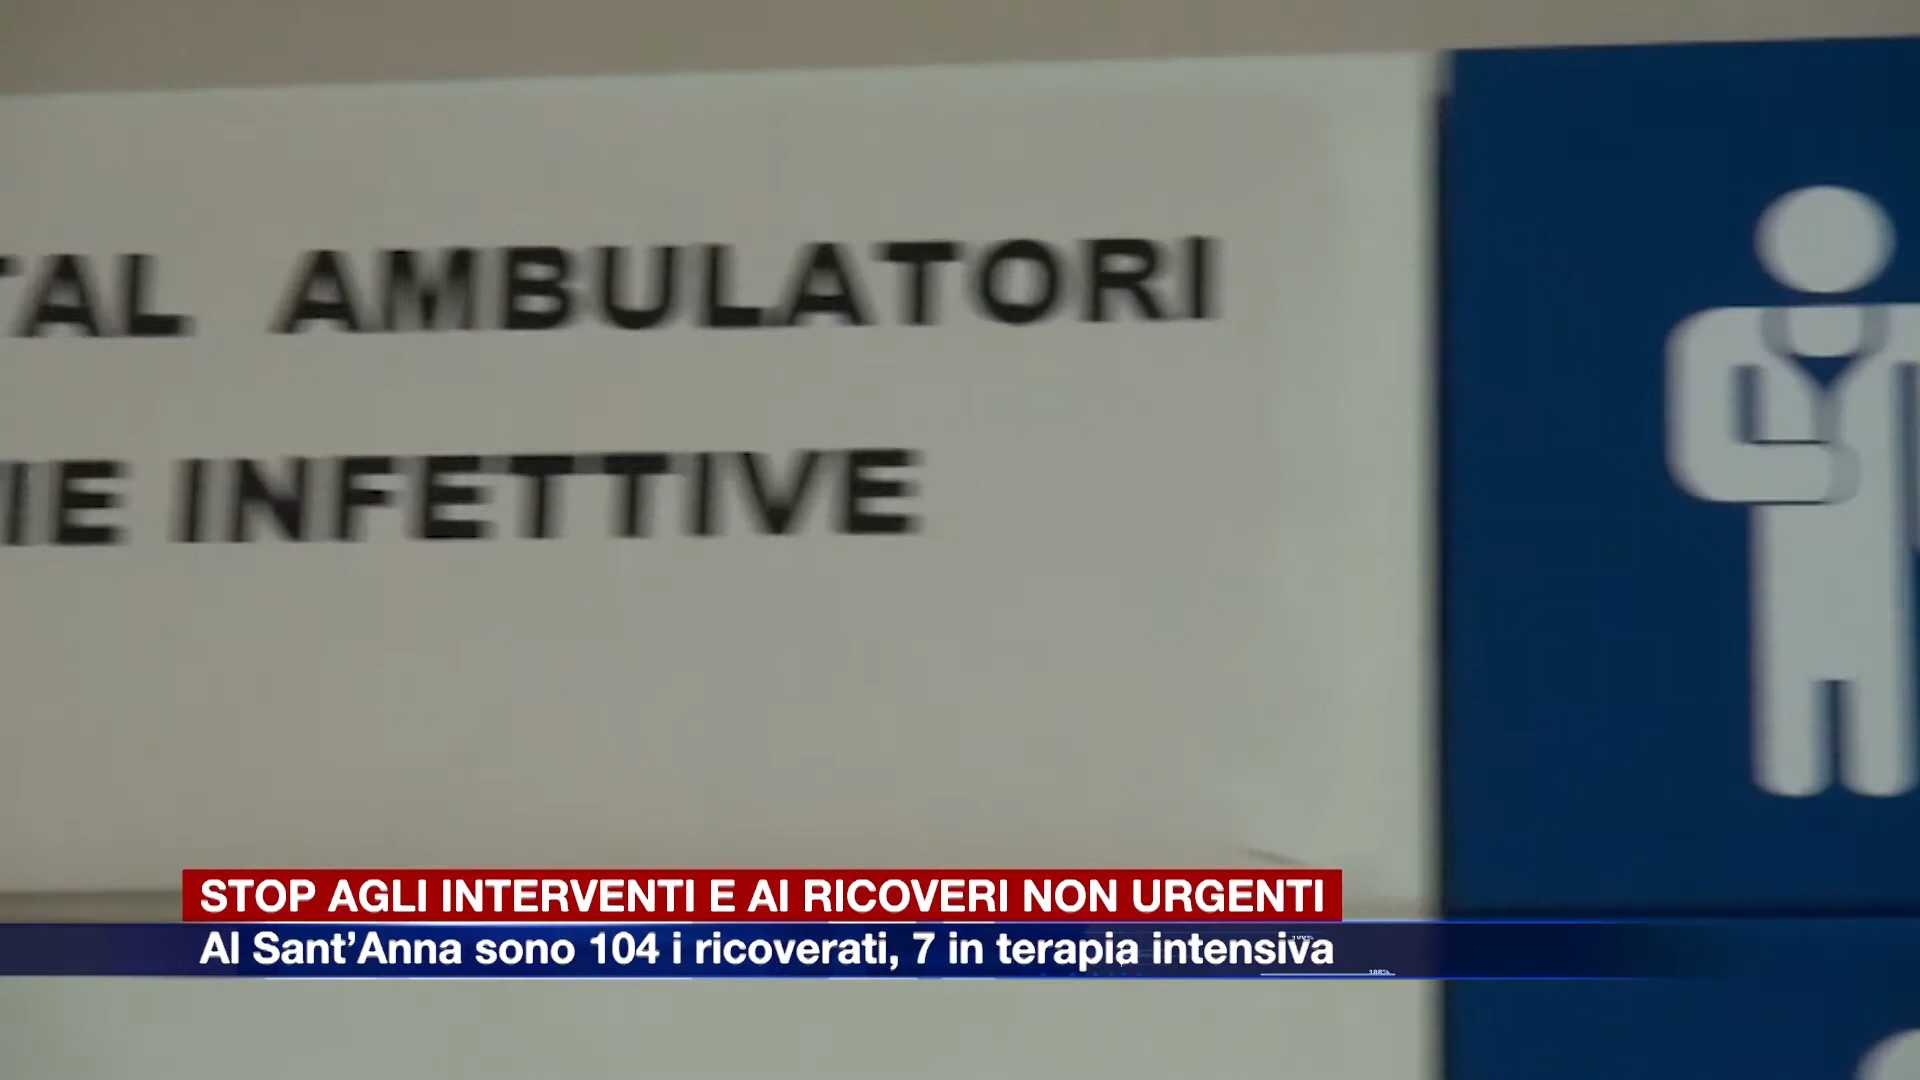 TAL AMBULATORI
IE INFETTIVE
STOP AGLI INTERVENTI E AI RICOVERI NON URGENTI
Al Sant'Anna sono 104 i ricoverati, 7 in terapia intensiva